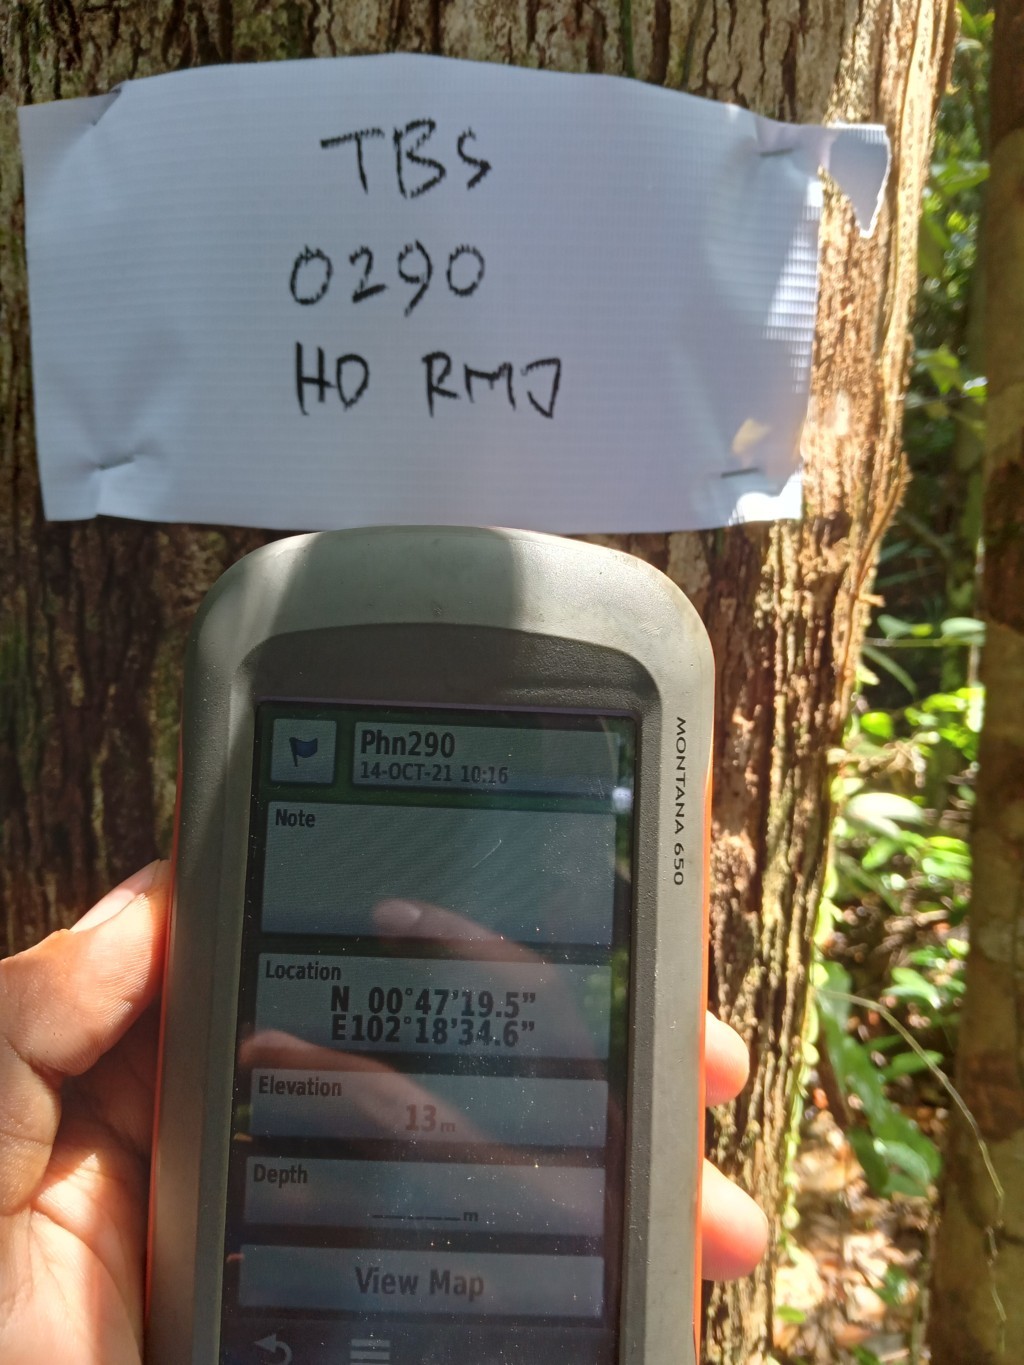 TBS
0290
HD RMJ
MONTANA 650
Phn290
14-OCT-21 10:16
Note
Location
N 00°47'19.5"
E102°18'34.6"
Elevation
13m
Depth
______m
View Map